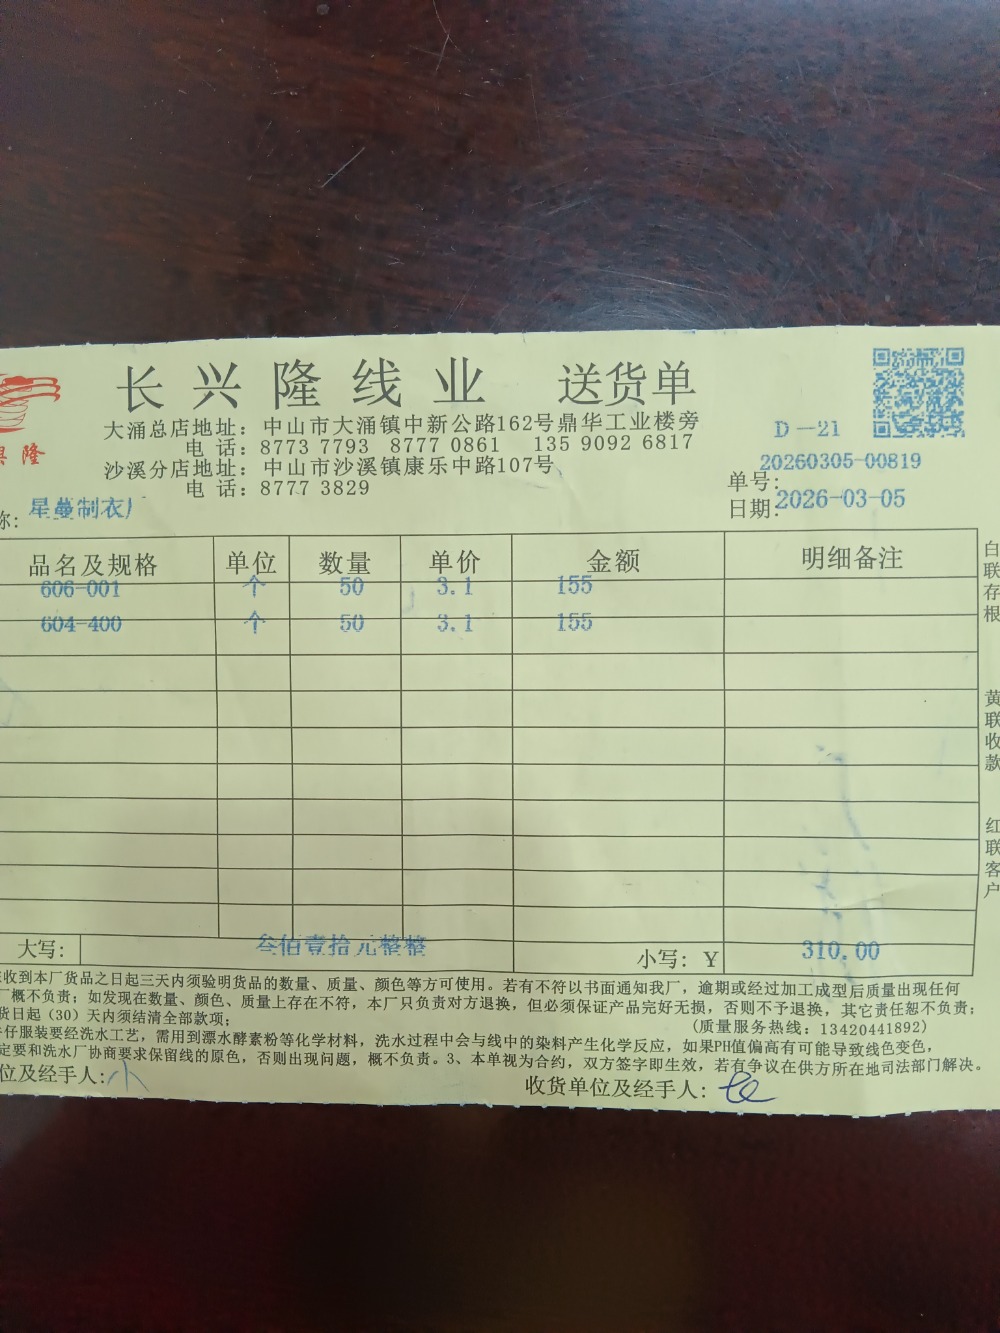 长兴隆线业 送货单
大涌总店地址：中山市大涌镇中新公路162号鼎华工业楼旁
电 话：8773 7793 8777 0861 135 9092 6817
沙溪分店地址：中山市沙溪镇康乐中路107号
电 话：8777 3829
隆
D-21
单号：20260305-00819
日期：2026-03-05
称：星蔓制衣厂
品名及规格 单位 数量 单价 金额 明细备注
606-001 个 50 3.1 155
604-400 个 50 3.1 155
大写： 叁佰壹拾元整整 小写：￥ 310.00
收到本厂货品之日起三天内须验明货品的数量、质量、颜色等方可使用。若有不符以书面通知我厂，逾期或经过加工成型后质量出现任何
厂概不负责；如发现在数量、颜色、质量上存在不符，本厂只负责对方退换，但必须保证产品完好无损，否则不予退换，其它责任恕不负责；
货日起（30）天内须结清全部款项；
(质量服务热线：13420441892)
仔服装要经洗水工艺，需用到漂水酵素粉等化学材料，洗水过程中会与线中的染料产生化学反应，如果PH值偏高有可能导致线色变色，
定要和洗水厂协商要求保留线的原色，否则出现问题，概不负责。3、本单视为合约，双方签字即生效，若有争议在供方所在地司法部门解决。
位及经手人：小
收货单位及经手人：
白联存根
黄联收款
红联客户